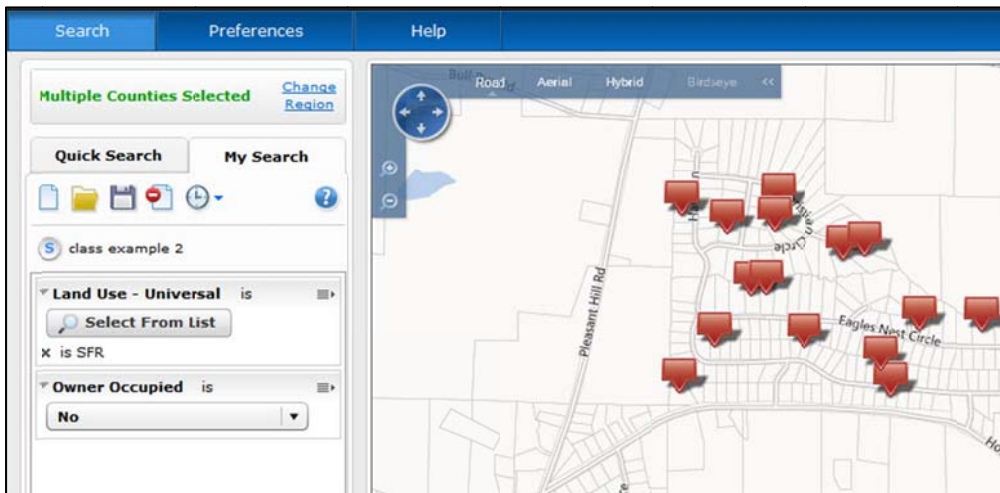 Search Preferences Help
Multiple Counties Selected
Change
Region
Quick Search My Search
?
S class example 2
Land Use - Universal is
Select From List
x is SFR
Owner Occupied is
No
Road Aerial Hybrid Birdseye <<
Circle
Pleasant Hill Rd
Eagles Nest Circle